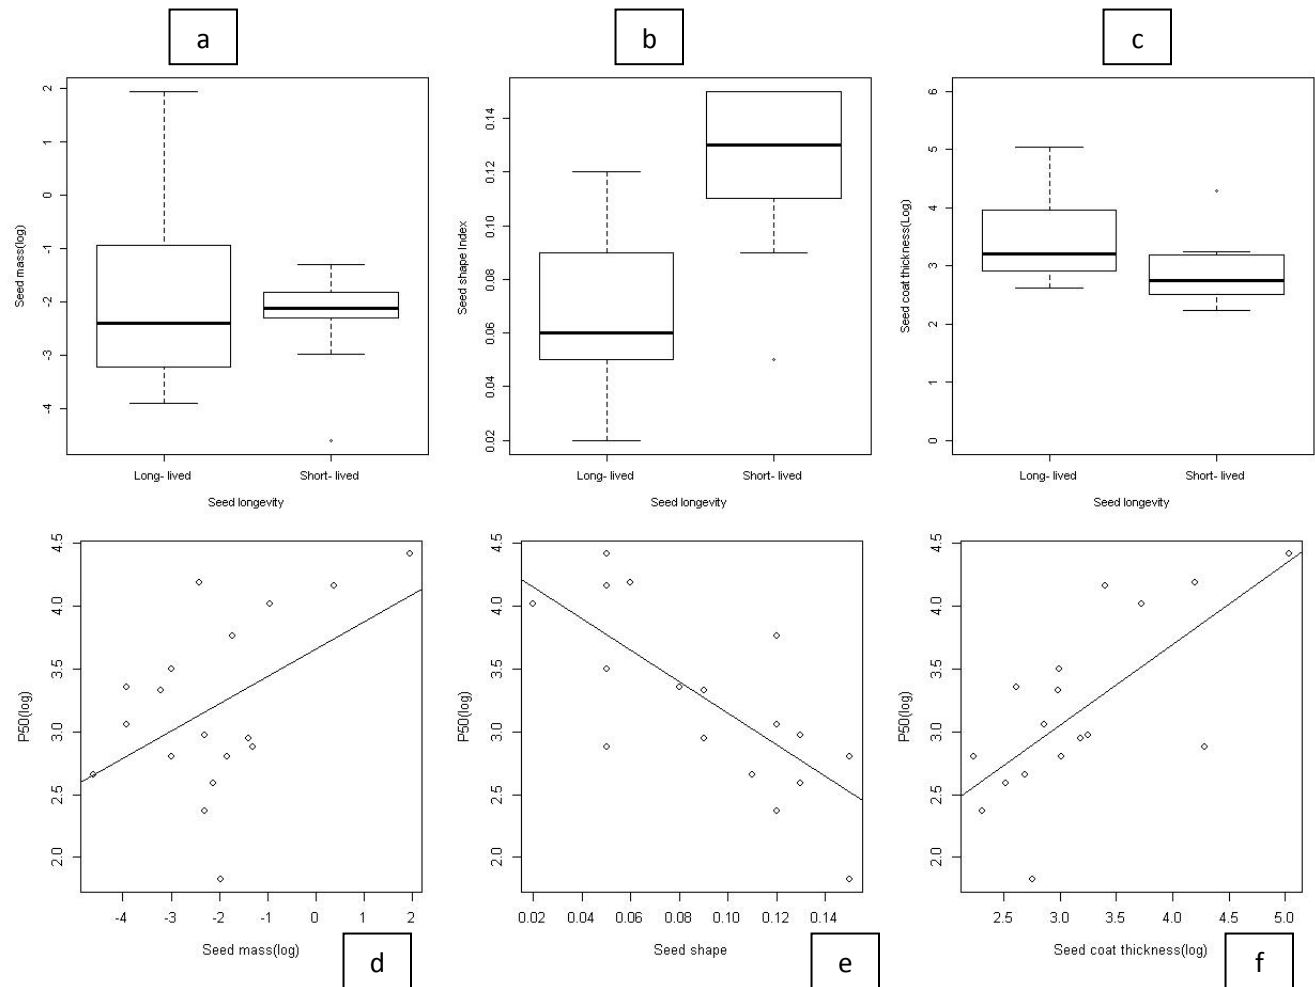 a
b
c
Seed mass(log)
2
1
0
-1
-2
-3
-4
Long- lived
Short- lived
Seed longevity
Seed shape Index
0.14
0.12
0.10
0.08
0.06
0.04
0.02
Long- lived
Short- lived
Seed longevity
Seed coat thickness(Log)
6
5
4
3
2
1
0
Long- lived
Short- lived
Seed longevity
P50(log)
4.5
4.0
3.5
3.0
2.5
2.0
-4 -3 -2 -1 0 1 2
Seed mass(log)
d
P50(log)
4.5
4.0
3.5
3.0
2.5
2.0
0.02 0.04 0.06 0.08 0.10 0.12 0.14
Seed shape
e
P50(log)
4.5
4.0
3.5
3.0
2.5
2.0
2.5 3.0 3.5 4.0 4.5 5.0
Seed coat thickness(log)
f